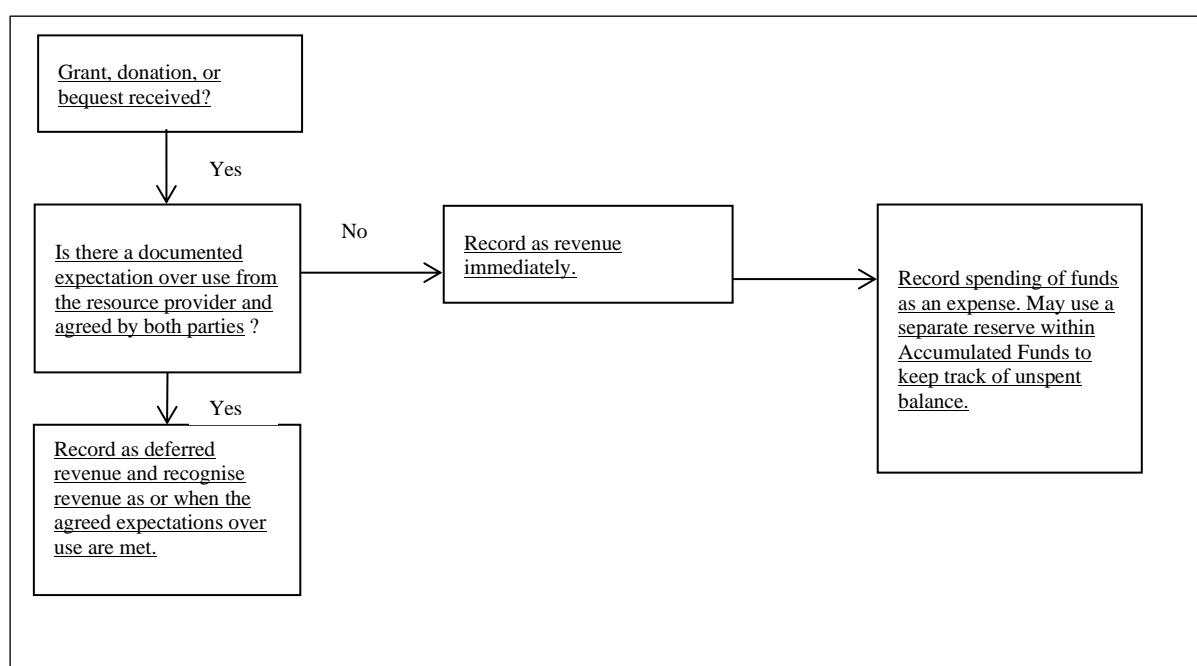 Grant, donation, or
bequest received?
Yes
Is there a documented
expectation over use from
the resource provider and
agreed by both parties ?
No
Record as revenue
immediately.
Record spending of funds
as an expense. May use a
separate reserve within
Accumulated Funds to
keep track of unspent
balance.
Yes
Record as deferred
revenue and recognise
revenue as or when the
agreed expectations over
use are met.